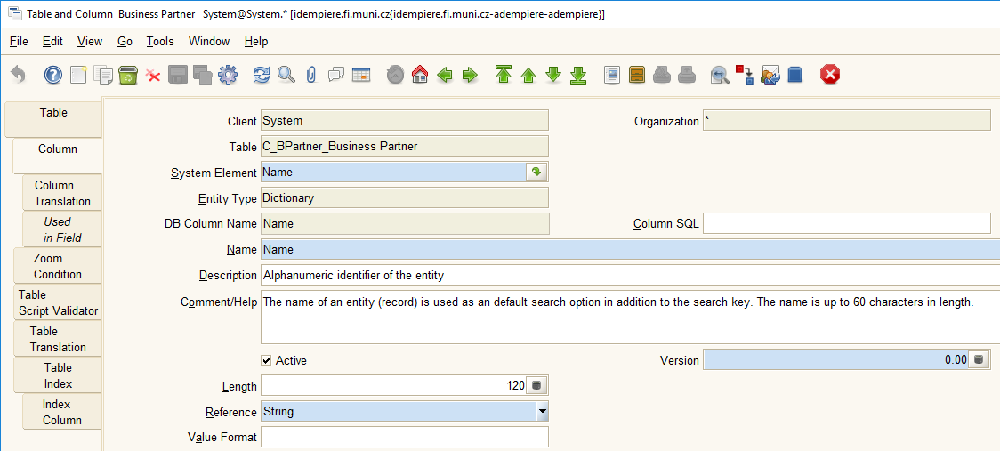 Table and Column Business Partner System@System.* [idempiere.fi.muni.cz{idempiere.fi.muni.cz-adempiere-adempiere}]
File Edit View Go Tools Window Help
Table
Column
Column
Translation
Used
in Field
Zoom
Condition
Table
Script Validator
Table
Translation
Table
Index
Index
Column
Client System Organization *
Table C_BPartner_Business Partner
System Element Name
Entity Type Dictionary
DB Column Name Name Column SQL
Name Name
Description Alphanumeric identifier of the entity
Comment/Help The name of an entity (record) is used as an default search option in addition to the search key. The name is up to 60 characters in length.
Active Version 0.00
Length 120
Reference String
Value Format